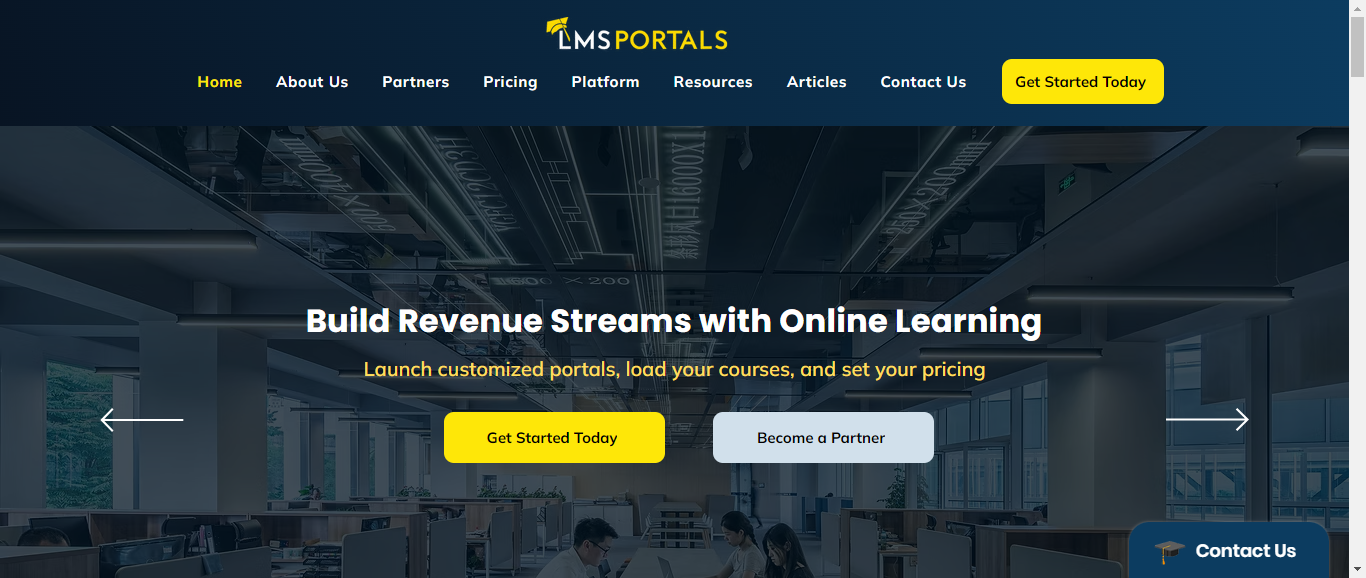 LMS PORTALS
Home About Us Partners Pricing Platform Resources Articles Contact Us Get Started Today
1500 × 200
Build Revenue Streams with Online Learning
Launch customized portals, load your courses, and set your pricing
Get Started Today Become a Partner
Contact Us